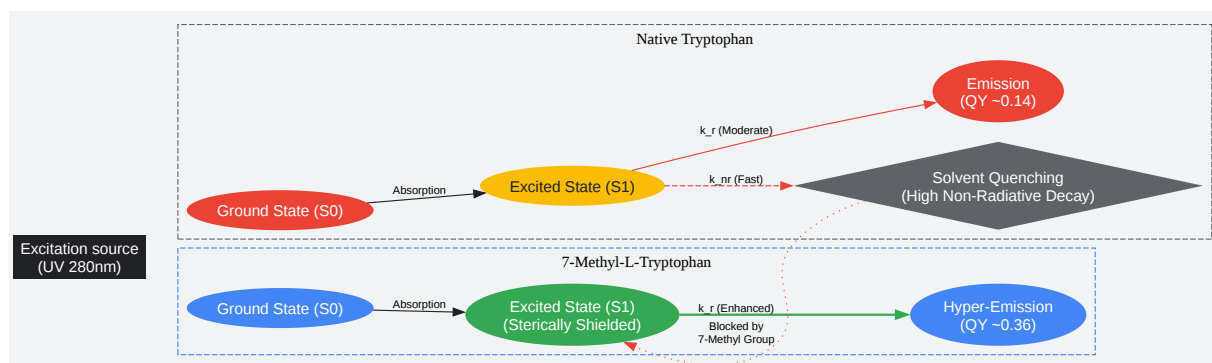 Native Tryptophan
Emission
(QY ~0.14)
k_r (Moderate)
Solvent Quenching
(High Non-Radiative Decay)
k_nr (Fast)
Excited State (S1)
Absorption
Ground State (S0)
Excitation source
(UV 280nm)
7-Methyl-L-Tryptophan
Ground State (S0)
Absorption
Excited State (S1)
(Sterically Shielded)
k_r (Enhanced)
Blocked by
7-Methyl Group
Hyper-Emission
(QY ~0.36)